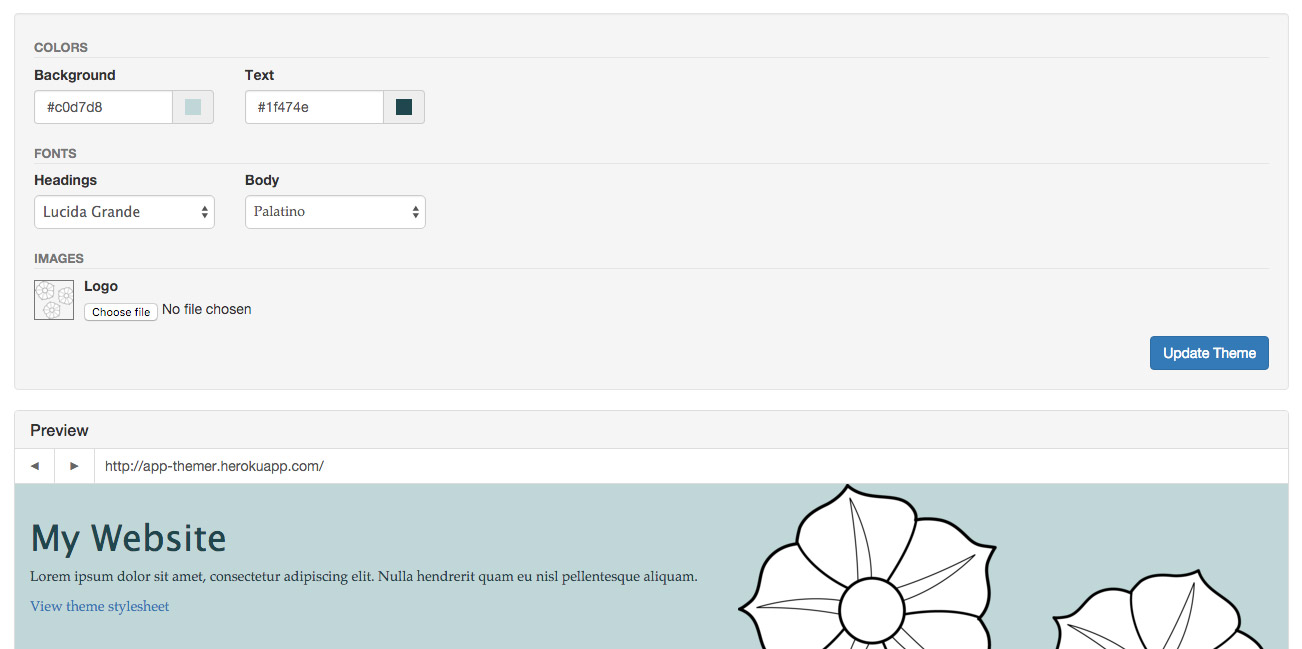 COLORS
Background Text
#c0d7d8 #1f474e
FONTS
Headings Body
Lucida Grande Palatino
IMAGES
Logo
Choose file No file chosen
Update Theme
Preview
http://app-themer.herokuapp.com/
My Website
Lorem ipsum dolor sit amet, consectetur adipiscing elit. Nulla hendrerit quam eu nisl pellentesque aliquam.
View theme stylesheet